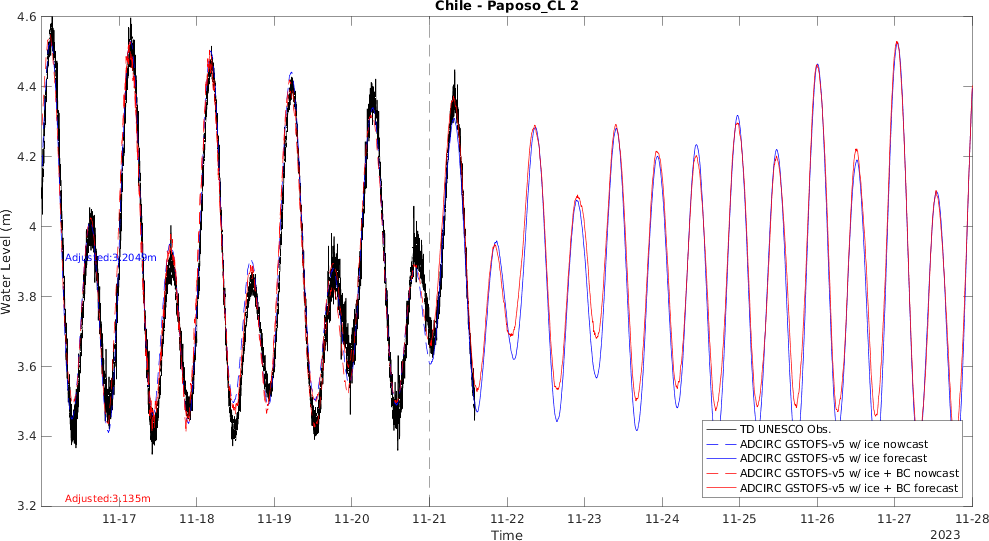 Chile - Paposo_CL 2
4.6
4.4
4.2
4
3.8
3.6
3.4
3.2
Water Level (m)
Adjusted:3.2049m
Adjusted:3.135m
TD UNESCO Obs.
ADCIRC GSTOFS-v5 w/ ice nowcast
ADCIRC GSTOFS-v5 w/ ice forecast
ADCIRC GSTOFS-v5 w/ ice + BC nowcast
ADCIRC GSTOFS-v5 w/ ice + BC forecast
11-17 11-18 11-19 11-20 11-21 11-22 11-23 11-24 11-25 11-26 11-27 11-28
Time
2023